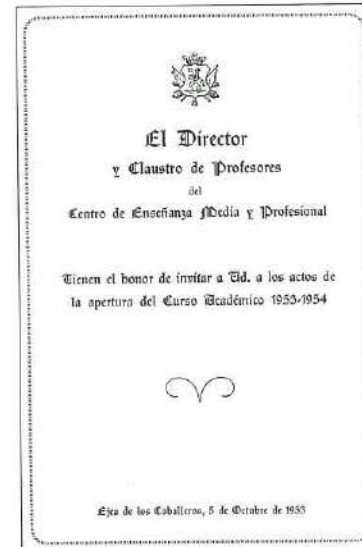 El Director
y Claustro de Profesores
del
Centro de Enseñanza Media y Profesional
Tienen el honor de invitar a Ud. a los actos de
la apertura del Curso Académico 1953-1954
Ejea de los Caballeros, 5 de Octubre de 1953